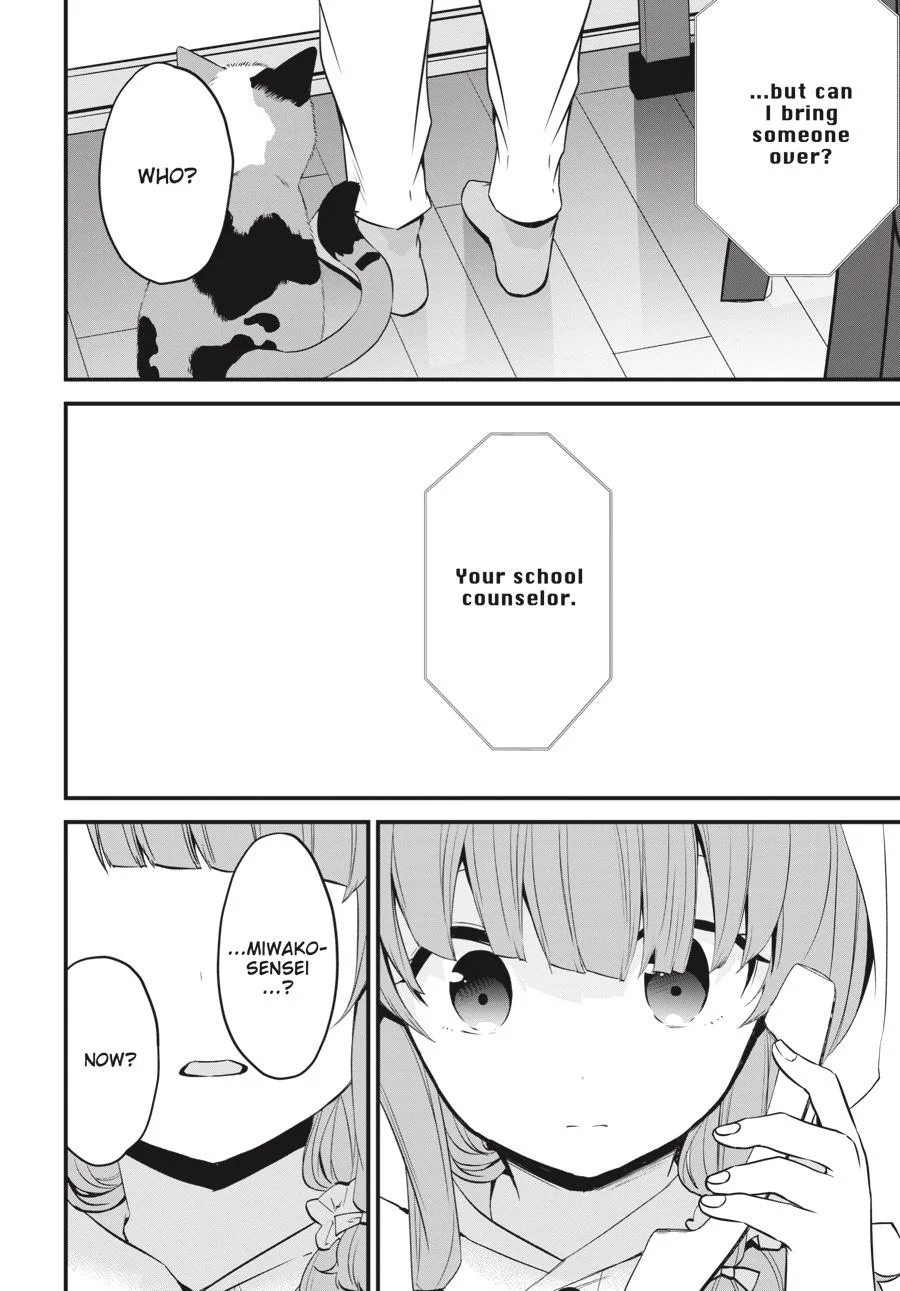 ...but can
I bring
someone
over?
WHO?
Your school
counselor.
...MIWAKO-
SENSEI
...?
NOW?